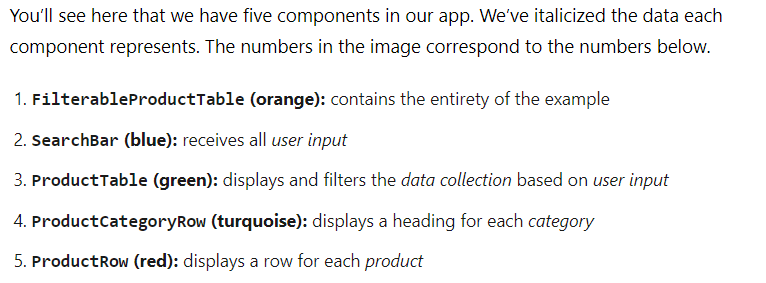 You'll see here that we have five components in our app. We've italicized the data each
component represents. The numbers in the image correspond to the numbers below.
1. FilterableProductTable (orange): contains the entirety of the example
2. SearchBar (blue): receives all user input
3. ProductTable (green): displays and filters the data collection based on user input
4. ProductCategoryRow (turquoise): displays a heading for each category
5. ProductRow (red): displays a row for each product